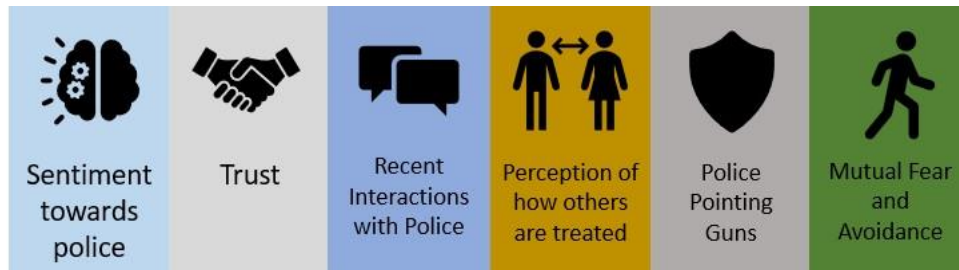 Sentiment
towards
police
Trust
Recent
Interactions
with Police
Perception of
how others
are treated
Police
Pointing
Guns
Mutual Fear
and
Avoidance